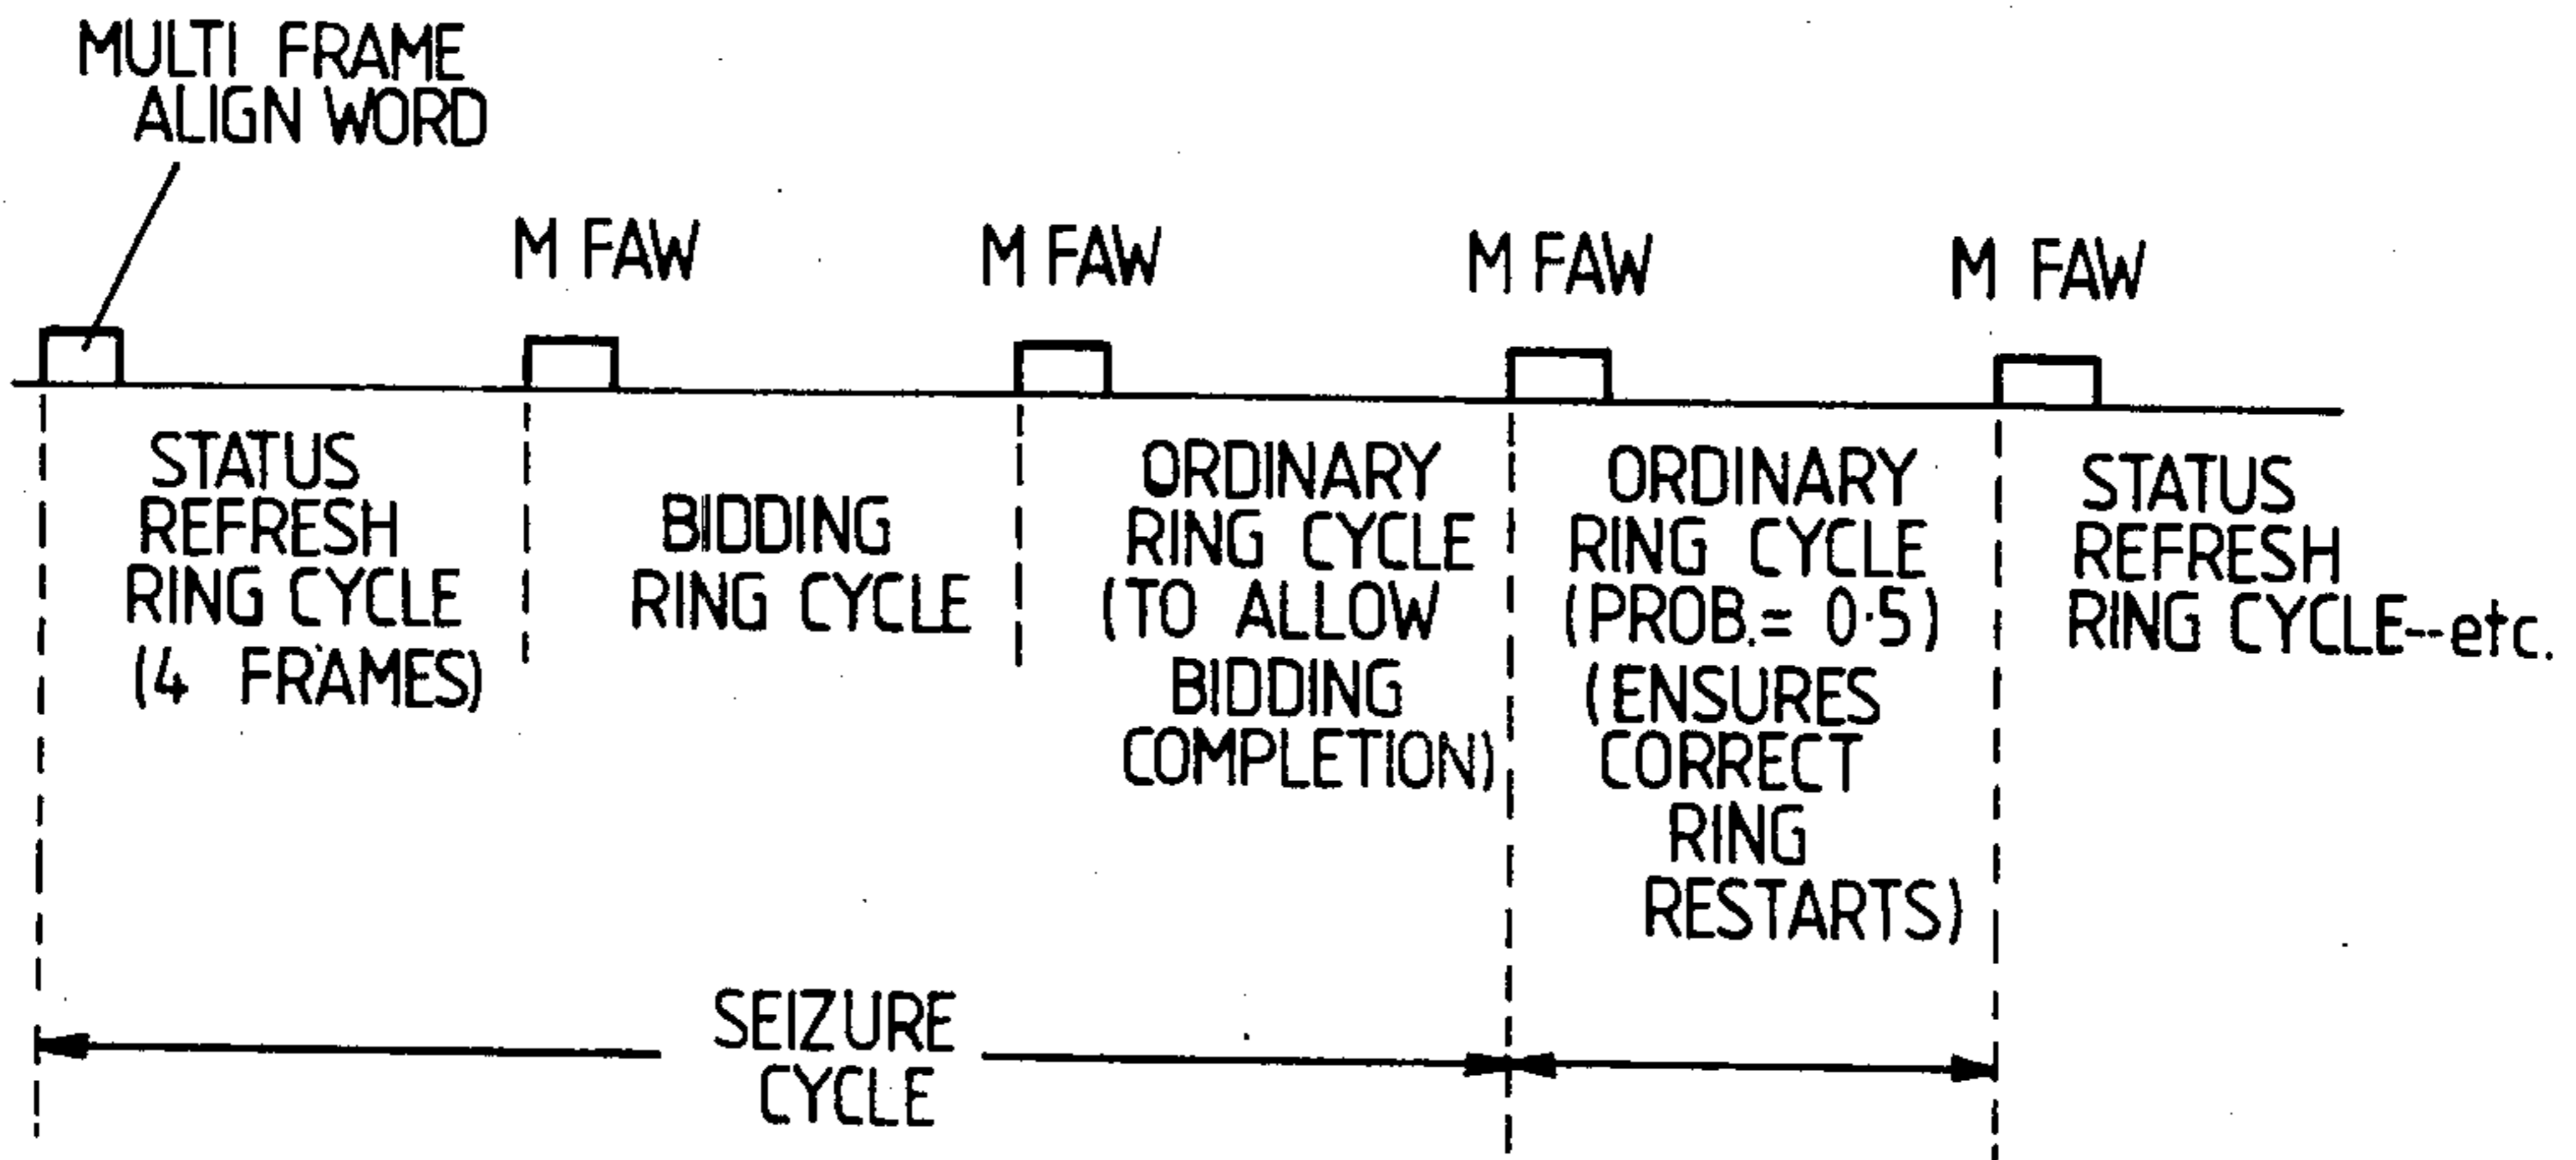 MULTI FRAME
ALIGN WORD
M FAW
M FAW
M FAW
M FAW
STATUS
REFRESH
RING CYCLE
(4 FRAMES)
BIDDING
RING CYCLE
ORDINARY
RING CYCLE
(TO ALLOW
BIDDING
COMPLETION)
ORDINARY
RING CYCLE
(PROB.= 0·5)
(ENSURES
CORRECT
RING
RESTARTS)
STATUS
REFRESH
RING CYCLE--etc.
SEIZURE
CYCLE